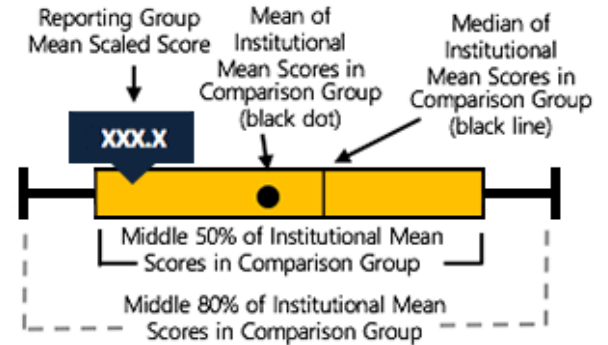 Reporting Group
Mean Scaled Score
Mean of
Institutional
Mean Scores in
Comparison Group
(black dot)
Median of
Institutional
Mean Scores in
Comparison Group
(black line)
XXX.X
Middle 50% of Institutional Mean
Scores in Comparison Group
Middle 80% of Institutional Mean
Scores in Comparison Group